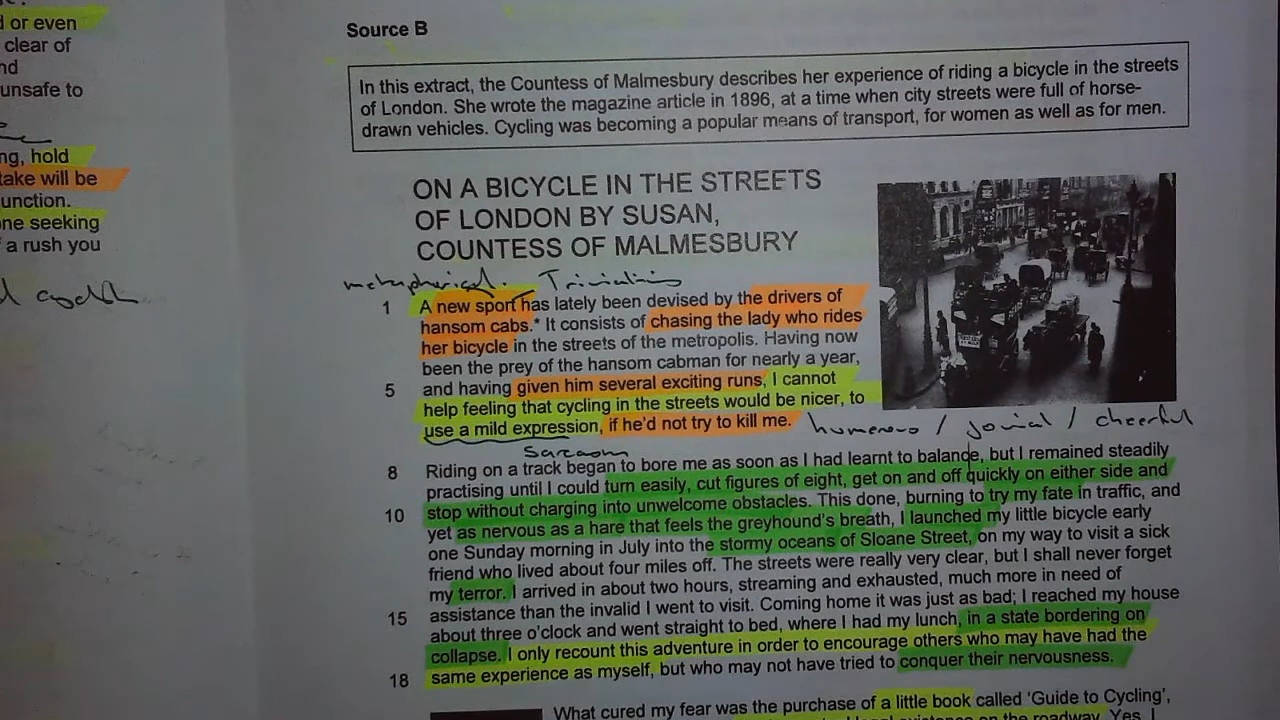 d or even
clear of
nd
unsafe to
ng, hold
take will be
unction.
one seeking
a rush you
Source B
In this extract, the Countess of Malmesbury describes her experience of riding a bicycle in the streets
of London. She wrote the magazine article in 1896, at a time when city streets were full of horse-
drawn vehicles. Cycling was becoming a popular means of transport, for women as well as for men.
ON A BICYCLE IN THE STREETS
OF LONDON BY SUSAN,
COUNTESS OF MALMESBURY
metaphorical. Trivialising
1 A new sport has lately been devised by the drivers of
hansom cabs.* It consists of chasing the lady who rides
her bicycle in the streets of the metropolis. Having now
been the prey of the hansom cabman for nearly a year,
5 and having given him several exciting runs, I cannot
help feeling that cycling in the streets would be nicer, to
use a mild expression, if he'd not try to kill me.
humerous / jovial / cheerful
Sarcasm
8 Riding on a track began to bore me as soon as I had learnt to balance, but I remained steadily
practising until I could turn easily, cut figures of eight, get on and off quickly on either side and
10 stop without charging into unwelcome obstacles. This done, burning to try my fate in traffic, and
yet as nervous as a hare that feels the greyhound's breath, I launched my little bicycle early
one Sunday morning in July into the stormy oceans of Sloane Street, on my way to visit a sick
friend who lived about four miles off. The streets were really very clear, but I shall never forget
my terror. I arrived in about two hours, streaming and exhausted, much more in need of
15 assistance than the invalid I went to visit. Coming home it was just as bad; I reached my house
about three o'clock and went straight to bed, where I had my lunch, in a state bordering on
collapse. I only recount this adventure in order to encourage others who may have had the
18 same experience as myself, but who may not have tried to conquer their nervousness.
What cured my fear was the purchase of a little book called 'Guide to Cycling',
on the roadway. Yes, I